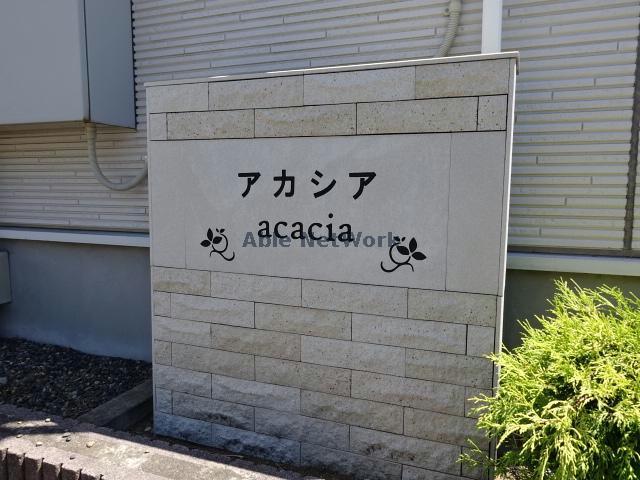 アカシア
acacia
Able NetWork